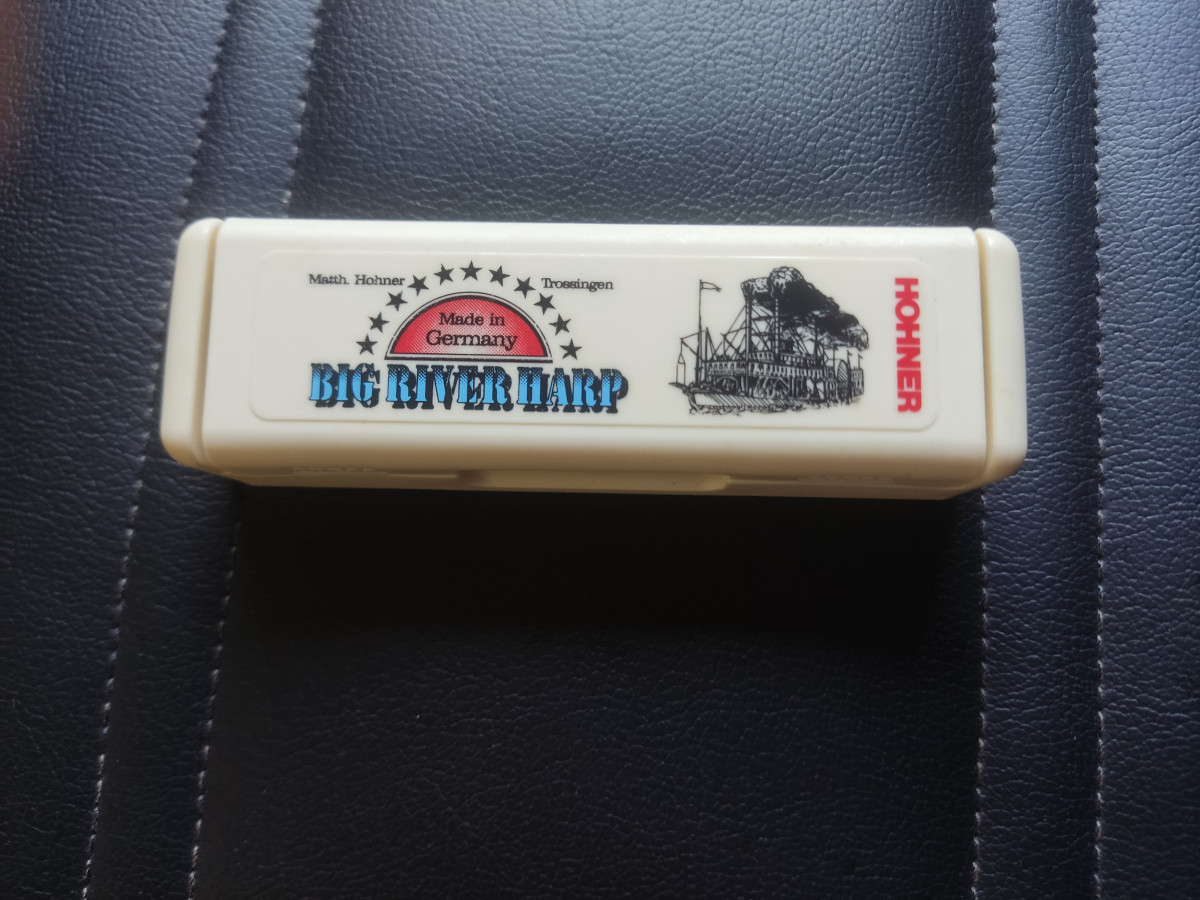 Matth. Hohner Trossingen
Made in
Germany
BIG RIVER HARP
HOHNER